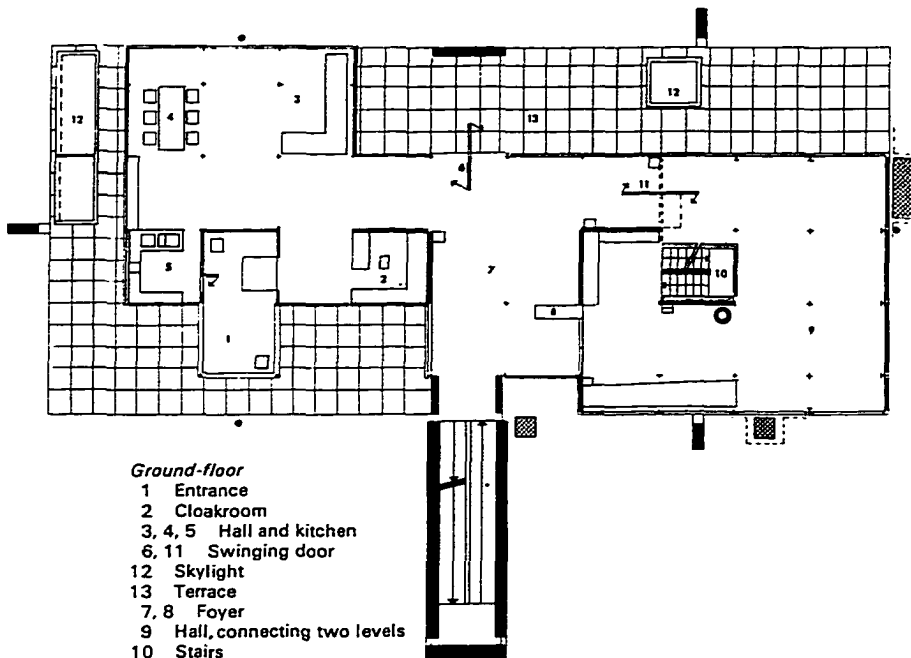 12
4
3
12
13
6
11
5
2
7
10
1
8
9
Ground-floor
1 Entrance
2 Cloakroom
3, 4, 5 Hall and kitchen
6, 11 Swinging door
12 Skylight
13 Terrace
7, 8 Foyer
9 Hall, connecting two levels
10 Stairs